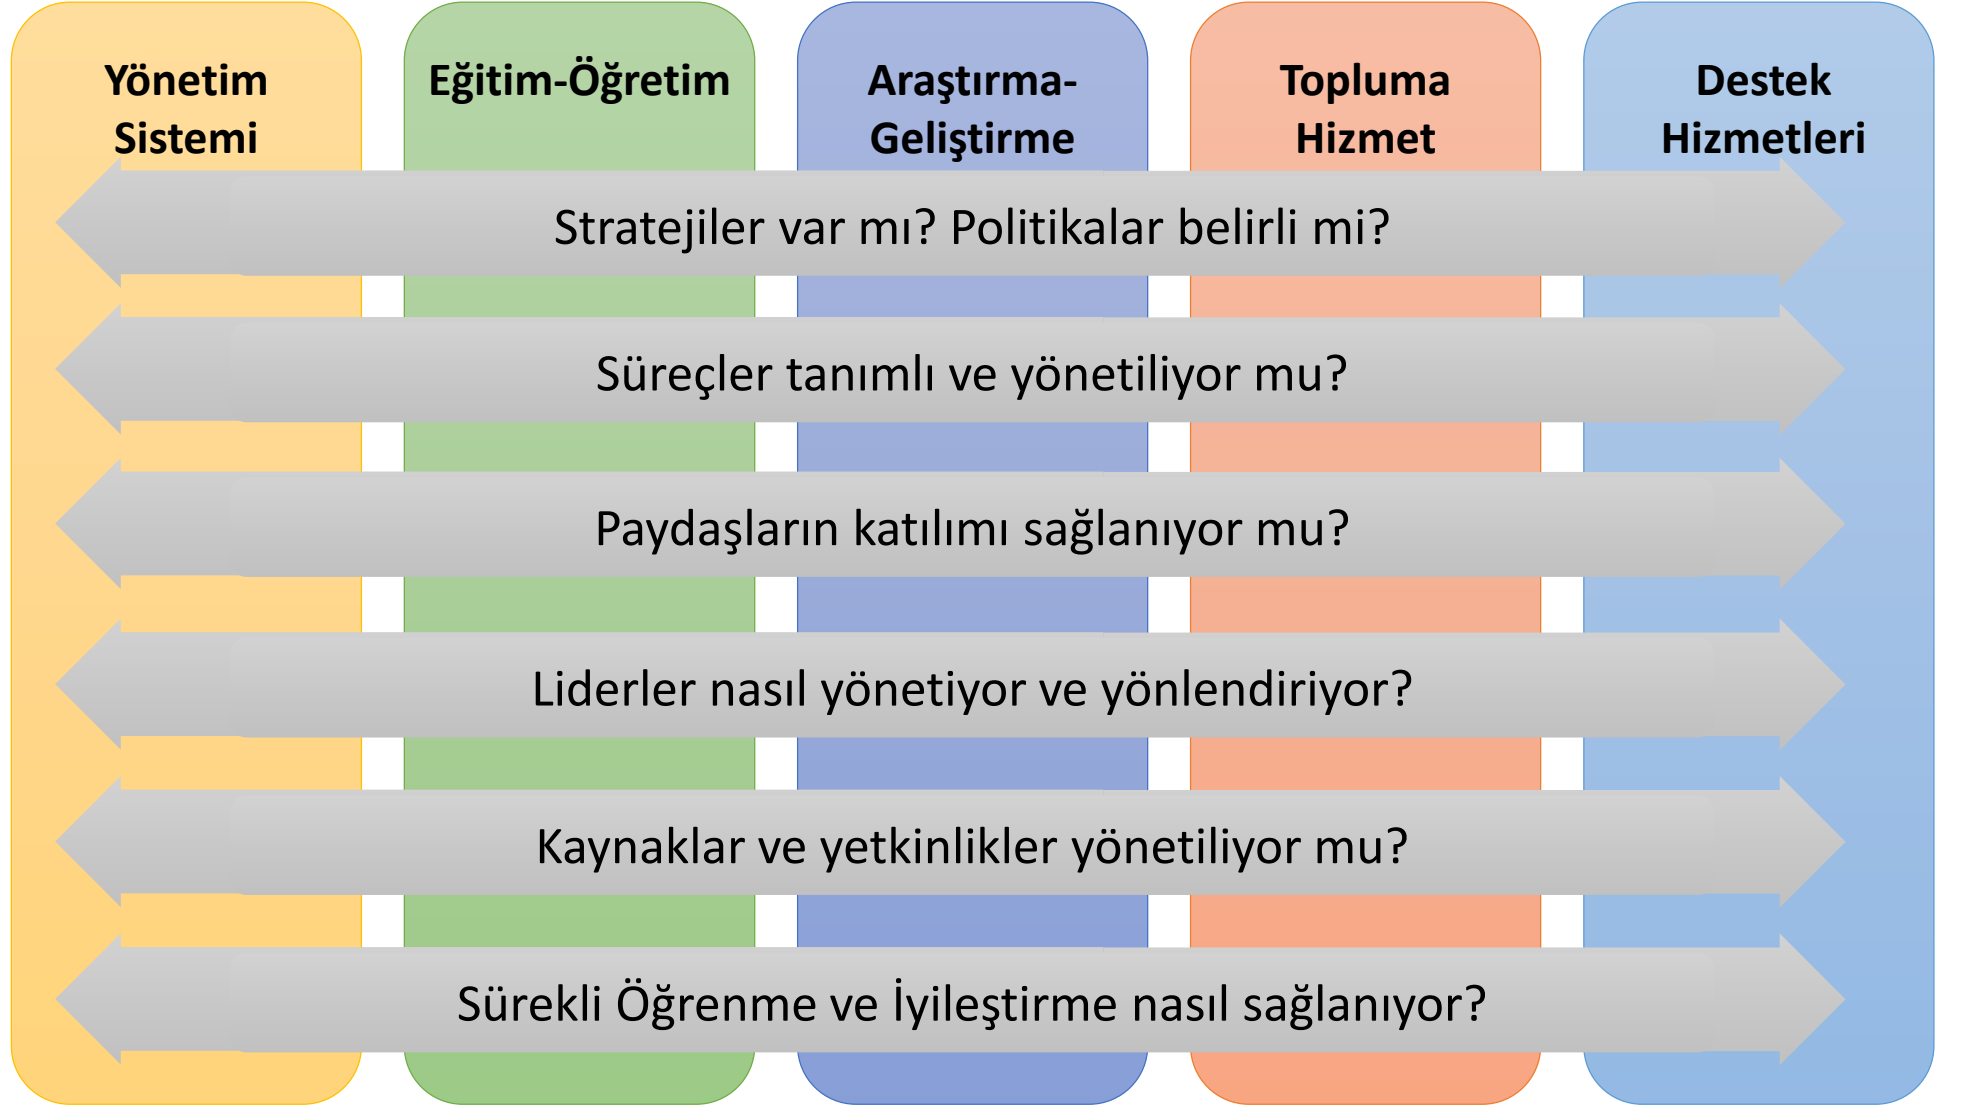 Yönetim
Sistemi
Eğitim-Öğretim
Araştırma-
Geliştirme
Topluma
Hizmet
Destek
Hizmetleri
Stratejiler var mı? Politikalar belirli mi?
Süreçler tanımlı ve yönetiliyor mu?
Paydaşların katılımı sağlanıyor mu?
Liderler nasıl yönetiyor ve yönlendiriyor?
Kaynaklar ve yetkinlikler yönetiliyor mu?
Sürekli Öğrenme ve İyileştirme nasıl sağlanıyor?